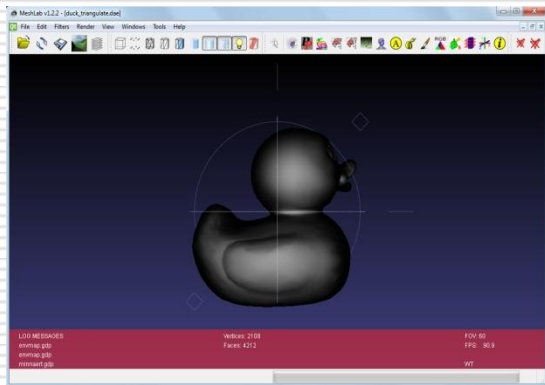 MeshLab v1.2.2 - [duck_triangulate.dae]
File Edit Filters Render View Windows Tools Help
RGB
LOG MESSAGES
envmap.gdp
envmap.gdp
minnaert.gdp
Vertices: 2108
Faces: 4212
FOV: 60
FPS: 90.9
WT